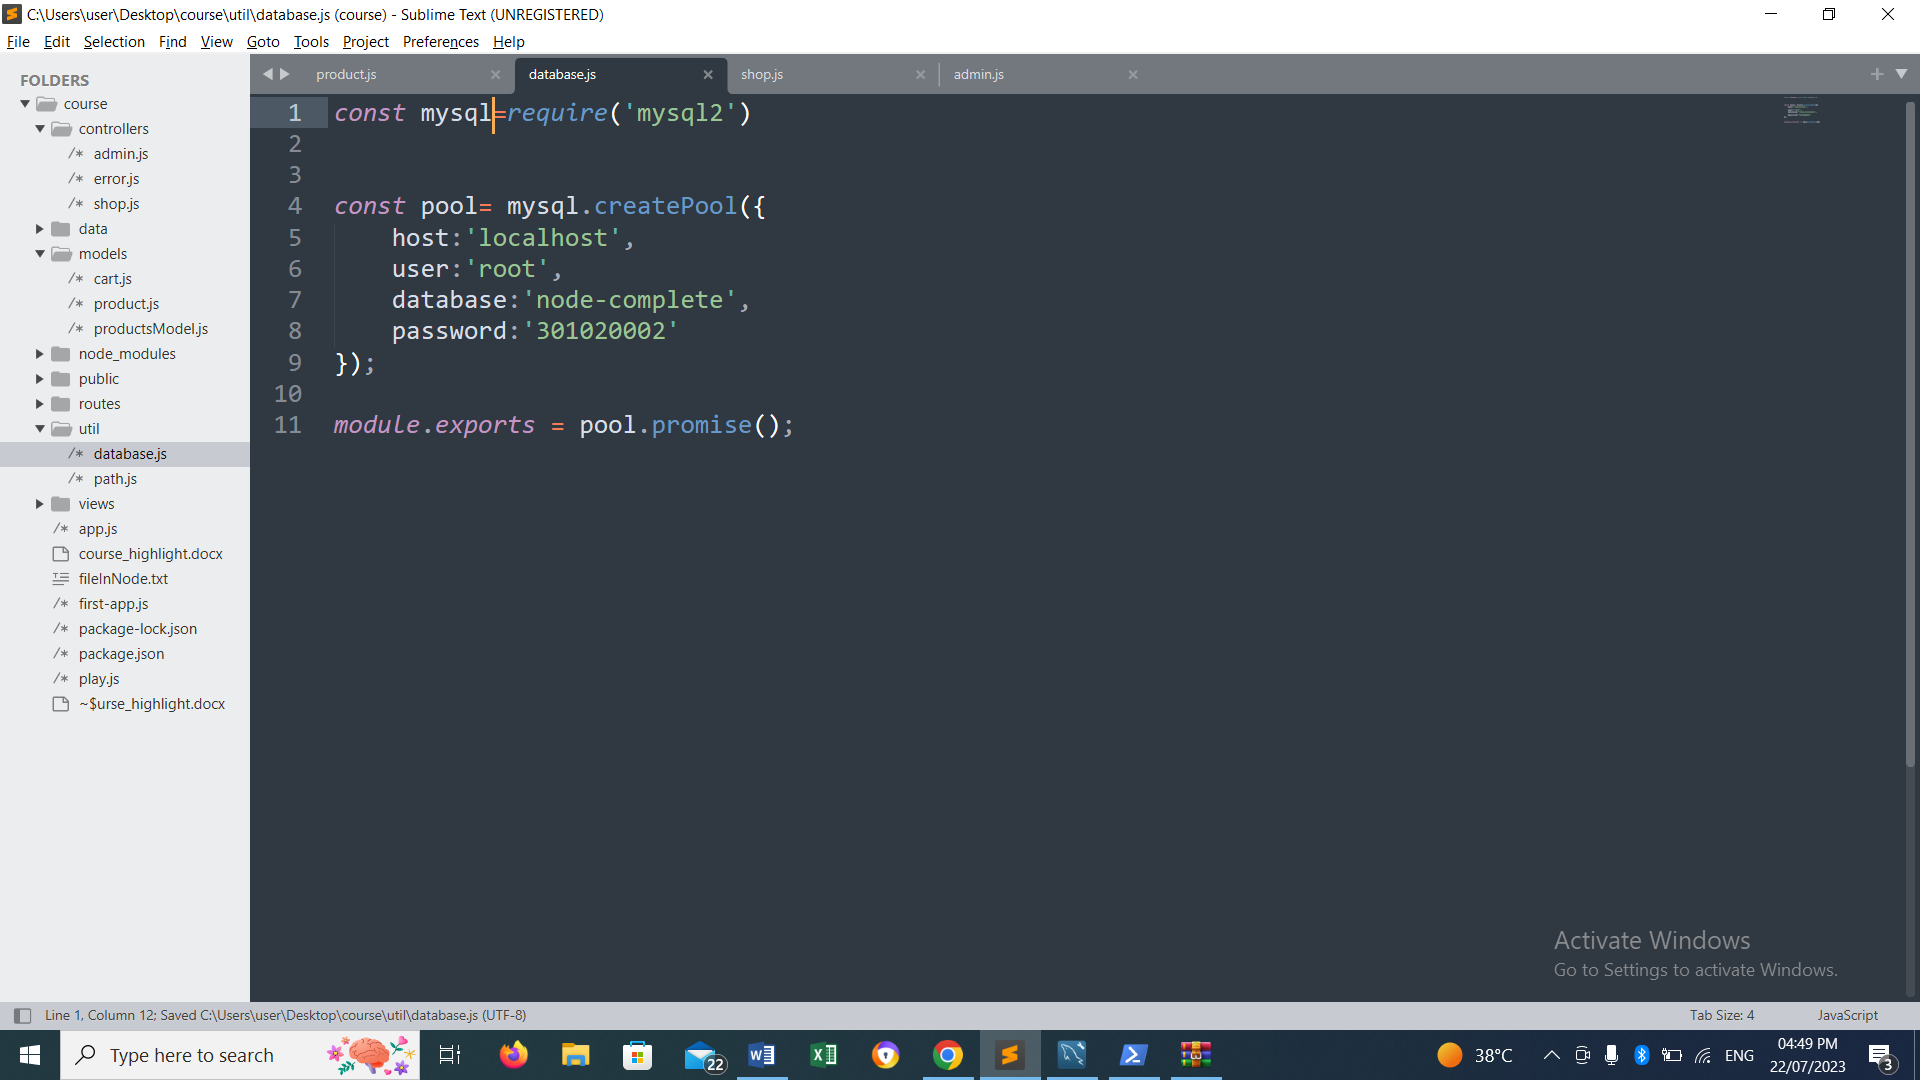 C:\Users\user\Desktop\course\util\database.js (course) - Sublime Text (UNREGISTERED)
File Edit Selection Find View Goto Tools Project Preferences Help
FOLDERS
course
controllers
/* admin.js
/* error.js
/* shop.js
data
models
/* cart.js
/* product.js
/* productsModel.js
node_modules
public
routes
util
/* database.js
/* path.js
views
/* app.js
course_highlight.docx
fileInNode.txt
/* first-app.js
/* package-lock.json
/* package.json
/* play.js
~$urse_highlight.docx
product.js database.js shop.js admin.js
1 const mysql=require('mysql2')
2
3
4 const pool= mysql.createPool({
5 host:'localhost',
6 user:'root',
7 database:'node-complete',
8 password:'301020002'
9 });
10
11 module.exports = pool.promise();
Activate Windows
Go to Settings to activate Windows.
Line 1, Column 12; Saved C:\Users\user\Desktop\course\util\database.js (UTF-8) Tab Size: 4 JavaScript
Type here to search 22 38°C ENG 04:49 PM
22/07/2023 3